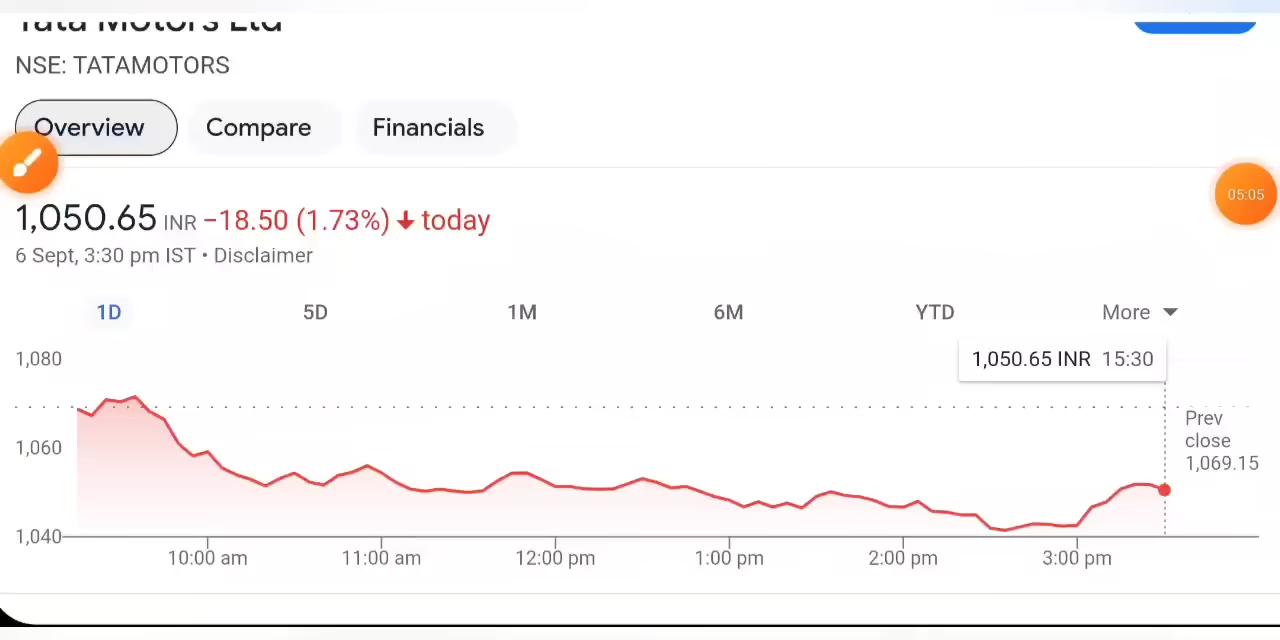 Tata Motors Ltd
NSE: TATAMOTORS
Overview Compare Financials
05:05
1,050.65 INR −18.50 (1.73%) today
6 Sept, 3:30 pm IST • Disclaimer
1D 5D 1M 6M YTD More
1,050.65 INR 15:30
1,080
1,060
1,040
Prev
close
1,069.15
10:00 am 11:00 am 12:00 pm 1:00 pm 2:00 pm 3:00 pm